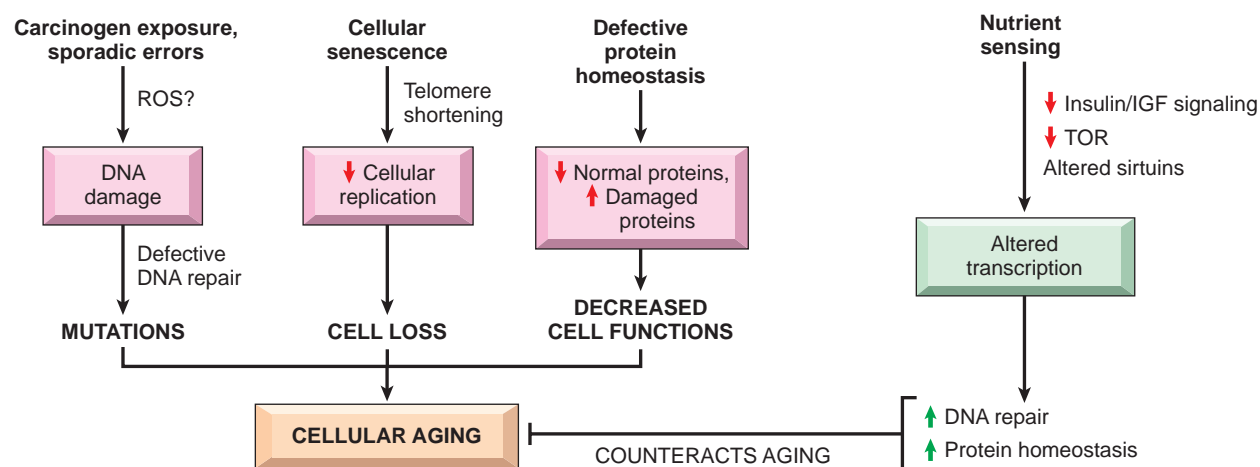 Carcinogen exposure,
sporadic errors
ROS?
DNA
damage
Defective
DNA repair
MUTATIONS
Cellular
senescence
Telomere
shortening
Cellular
replication
CELL LOSS
Defective
protein
homeostasis
Normal proteins,
Damaged
proteins
DECREASED
CELL FUNCTIONS
Nutrient
sensing
Insulin/IGF signaling
TOR
Altered sirtuins
Altered
transcription
DNA repair
Protein homeostasis
COUNTERACTS AGING
CELLULAR AGING